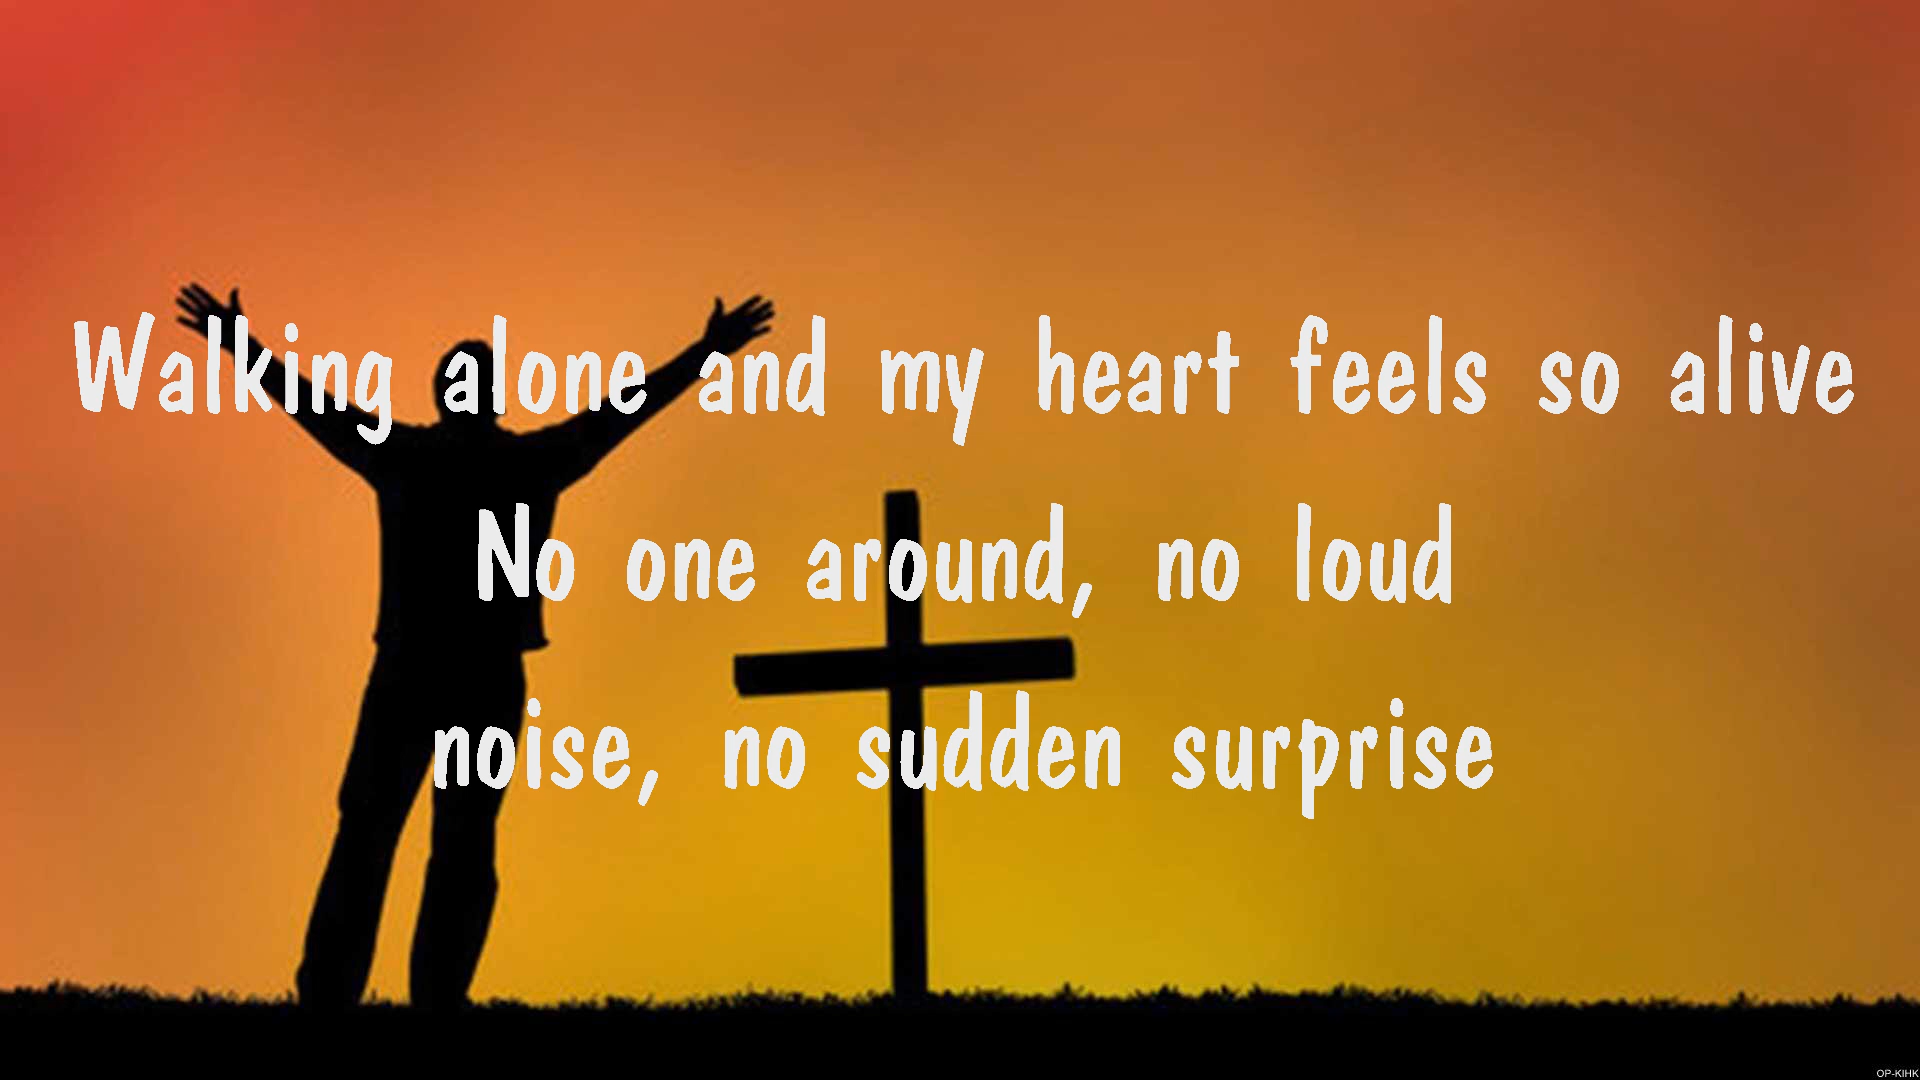 Walking alone and my heart feels so alive
No one around, no loud
noise, no sudden surprise
OP-KIHK